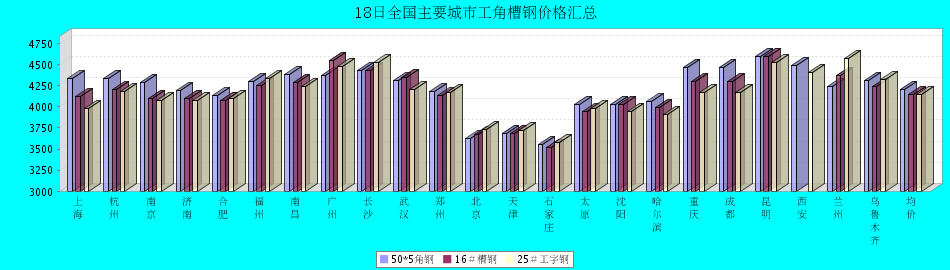 18日全国主要城市工角槽钢价格汇总
4750
4500
4250
4000
3750
3500
3250
3000
上海
杭州
南京
济南
合肥
福州
南昌
广州
长沙
武汉
郑州
北京
天津
石家庄
太原
沈阳
哈尔滨
重庆
成都
昆明
西安
兰州
乌鲁木齐
均价
50*5角钢
16#槽钢
25#工字钢